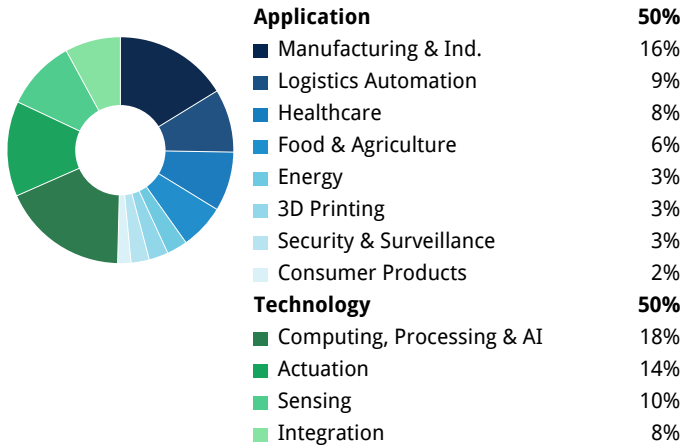 Application 50%
Manufacturing & Ind. 16%
Logistics Automation 9%
Healthcare 8%
Food & Agriculture 6%
Energy 3%
3D Printing 3%
Security & Surveillance 3%
Consumer Products 2%
Technology 50%
Computing, Processing & AI 18%
Actuation 14%
Sensing 10%
Integration 8%